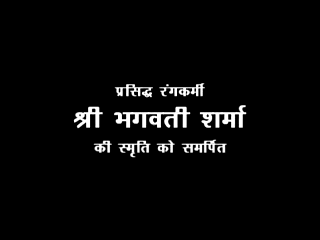 प्रसिद्ध रंगकर्मी
श्री भगवती शर्मा
की स्मृति को समर्पित